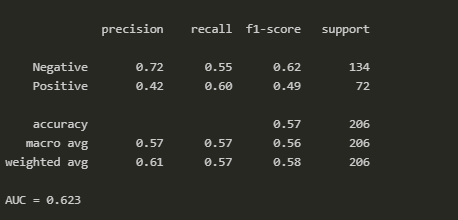 precision recall f1-score support
Negative 0.72 0.55 0.62 134
Positive 0.42 0.60 0.49 72
accuracy 0.57 206
macro avg 0.57 0.57 0.56 206
weighted avg 0.61 0.57 0.58 206
AUC = 0.623